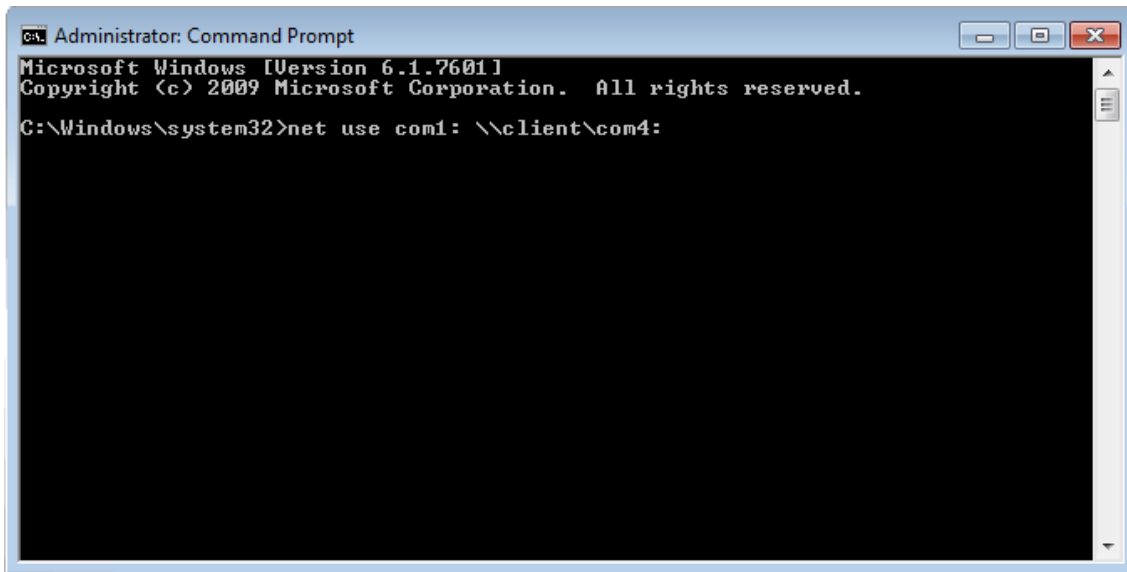 Administrator: Command Prompt
Microsoft Windows [Version 6.1.7601]
Copyright (c) 2009 Microsoft Corporation.  All rights reserved.
C:\Windows\system32>net use com1: \\client\com4: